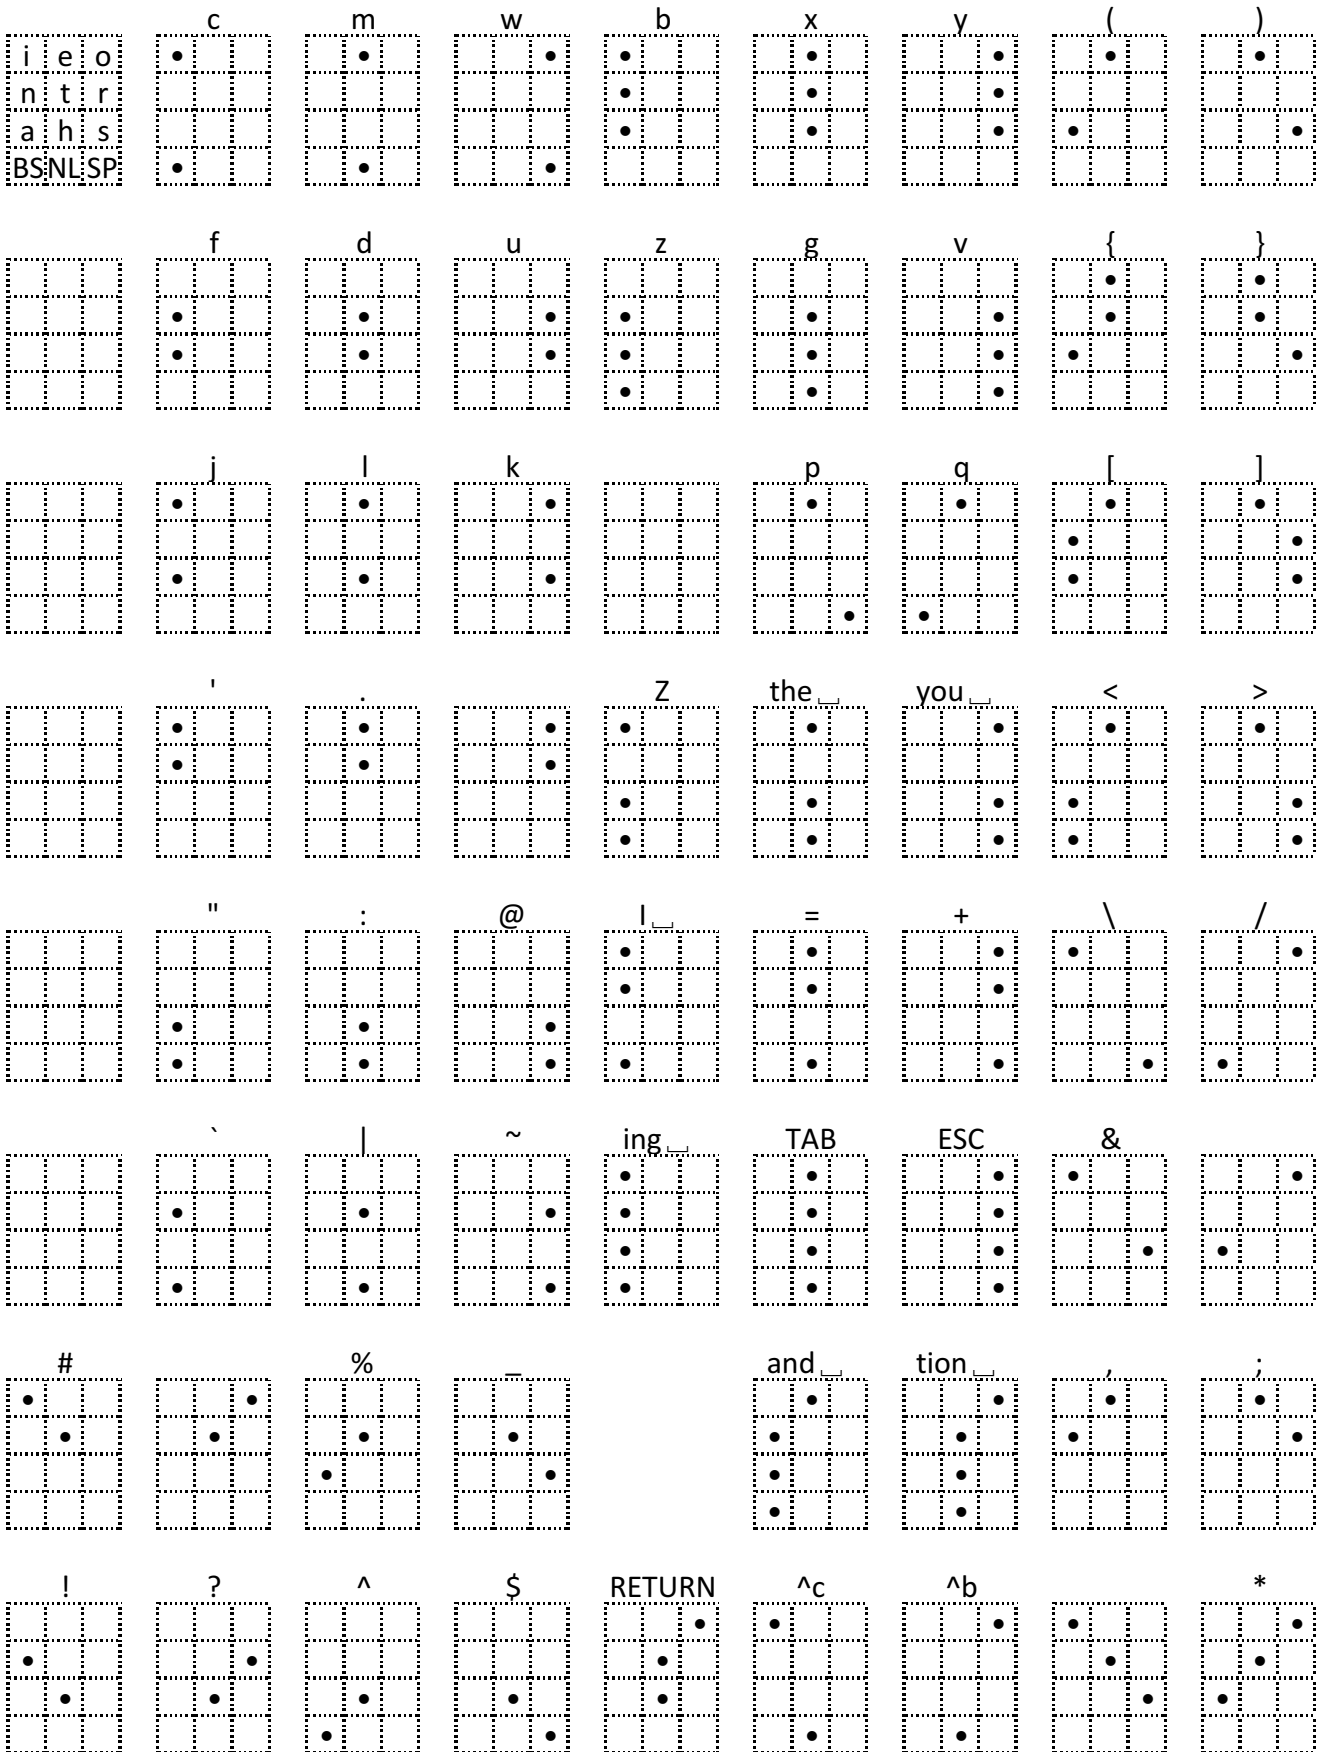 c m w b x y ( )
i e o
n t r
a h s
BS NL SP
f d u z g v { }
j l k p q [ ]
' . Z the␣ you␣ < >
" : @ I␣ = + \ /
` | ~ ing␣ TAB ESC &
# % _ and␣ tion␣ , ;
! ? ^ $ RETURN ^c ^b *